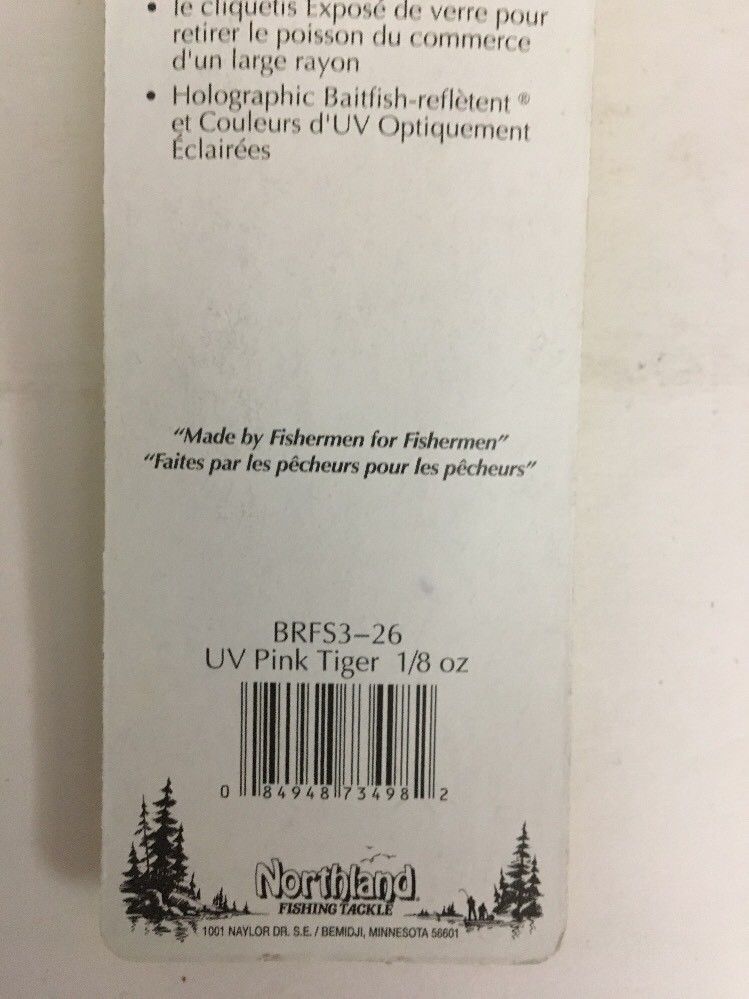 • le cliquetis Exposé de verre pour
retirer le poisson du commerce
d'un large rayon
• Holographic Baitfish-reflètent ®
et Couleurs d'UV Optiquement
Éclairées
"Made by Fishermen for Fishermen"
"Faites par les pêcheurs pour les pêcheurs"
BRFS3-26
UV Pink Tiger 1/8 oz
0 84948 73498 2
Northland
FISHING TACKLE
1001 NAYLOR DR. S.E. / BEMIDJI, MINNESOTA 56601